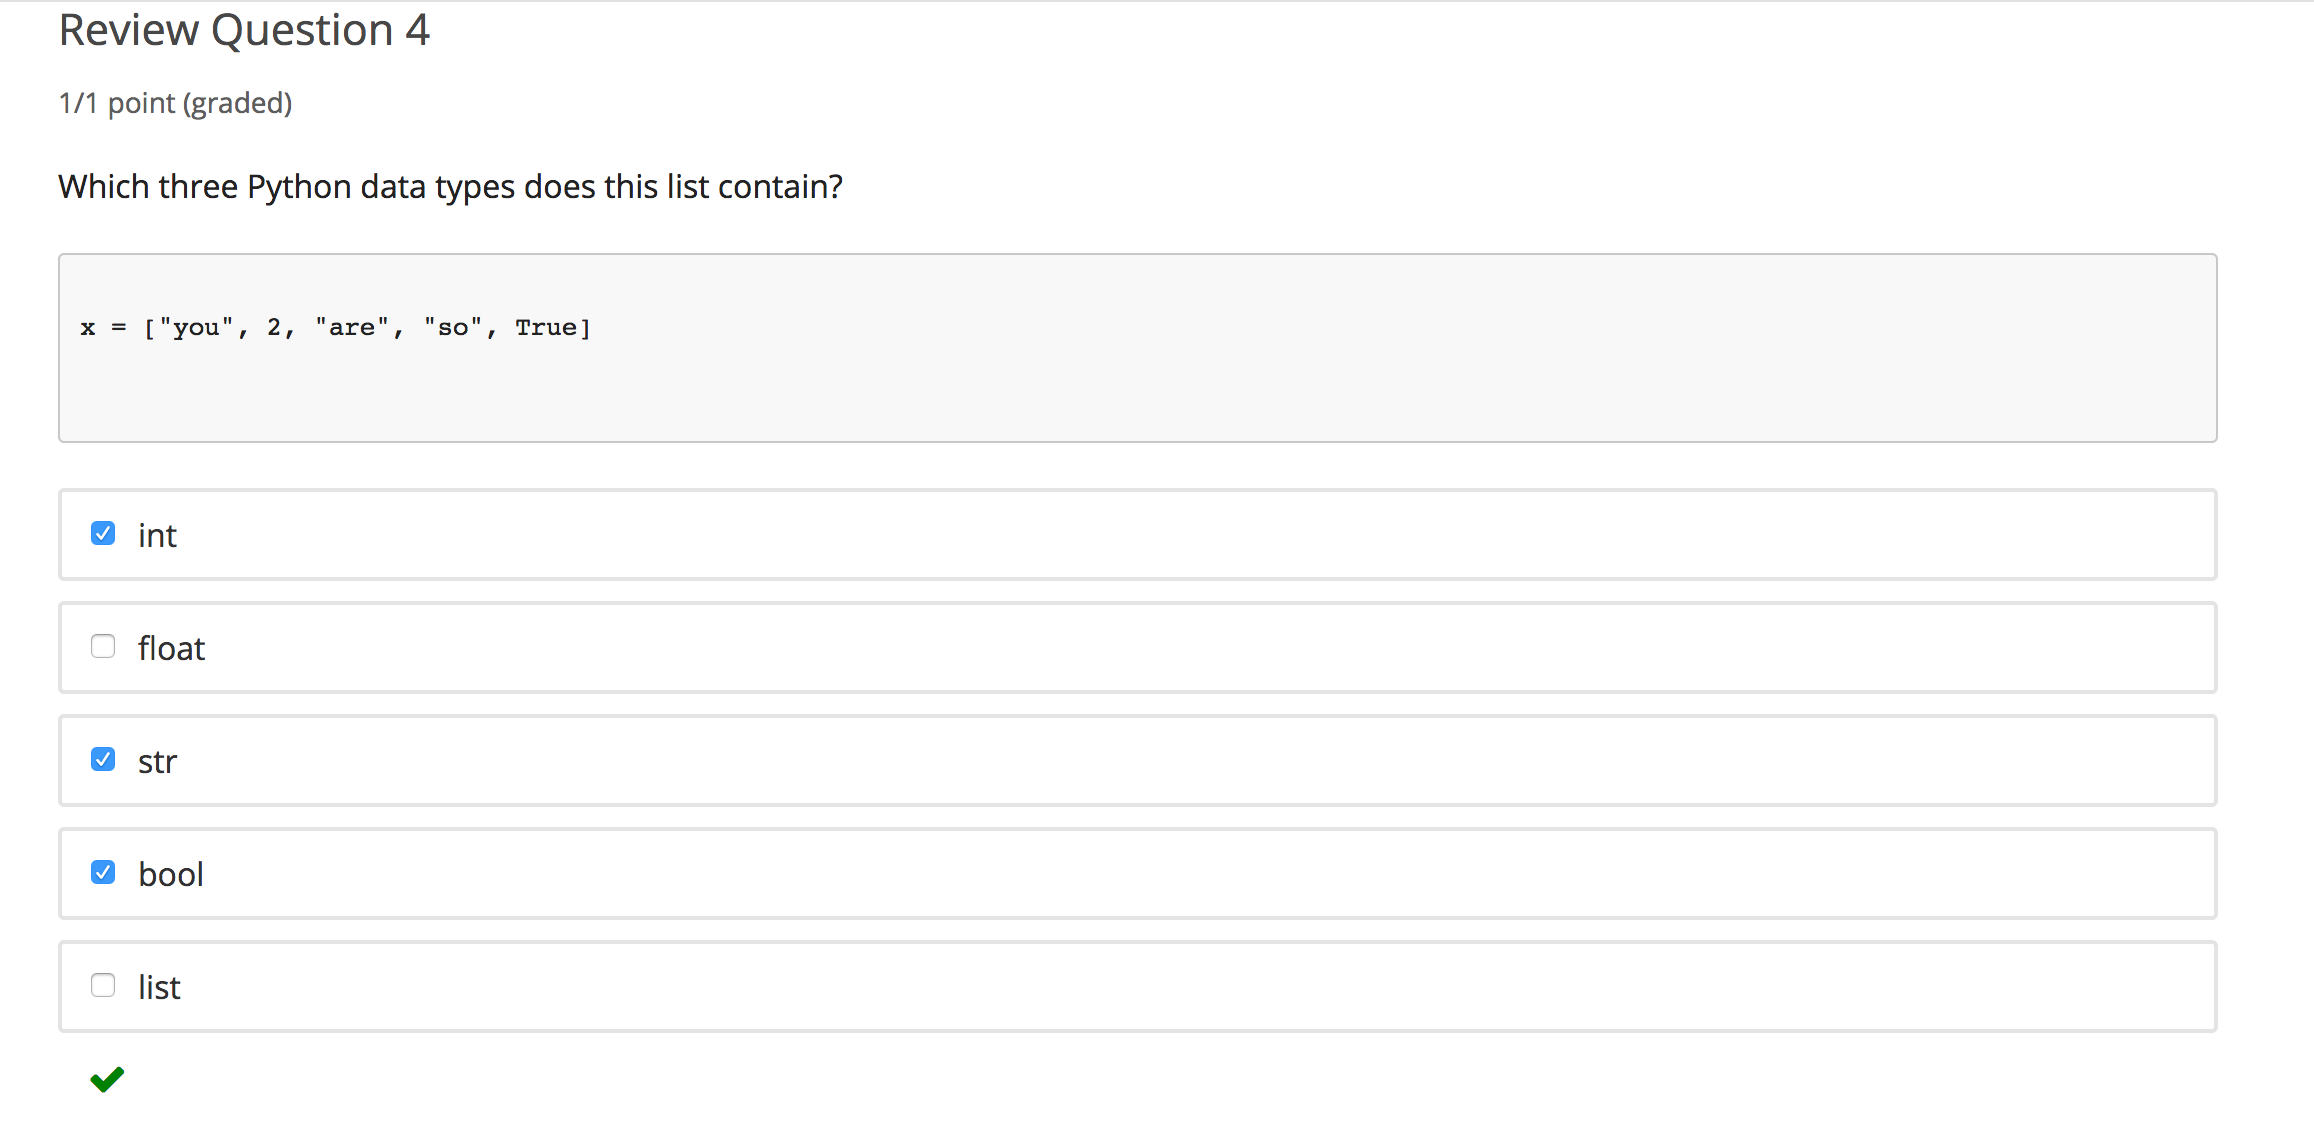 Review Question 4
1/1 point (graded)
Which three Python data types does this list contain?
x = ["you", 2, "are", "so", True]
int
float
str
bool
list